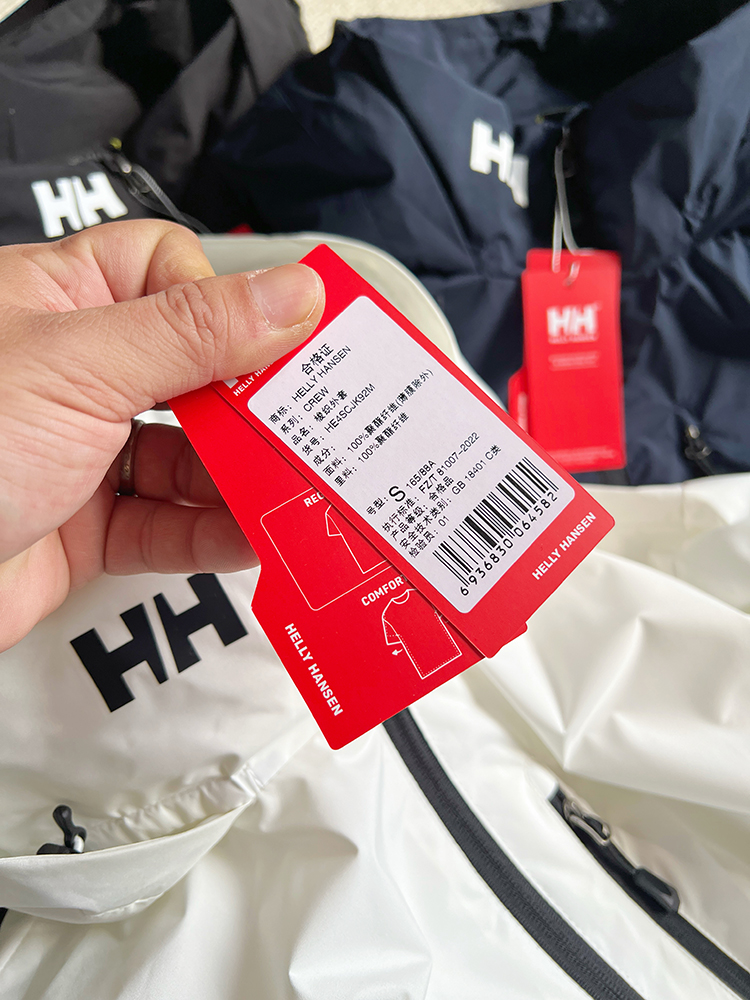 HH
HH
HH
HELLY HANSEN
合格证
商标: HELLY HANSEN
系列: CREW
品名: 梭织外套
货号: HE4SCJK92M
成分:
面料: 100%聚酯纤维(薄膜除外)
里料: 100%聚酯纤维
号型: S 165/88A
执行标准: FZ/T 81007-2022
产品等级: 合格品
安全技术类别: GB 18401 C类
检验员: 01
6936830064582
HELLY HANSEN
COMFOR
HELLY HANSEN
HH